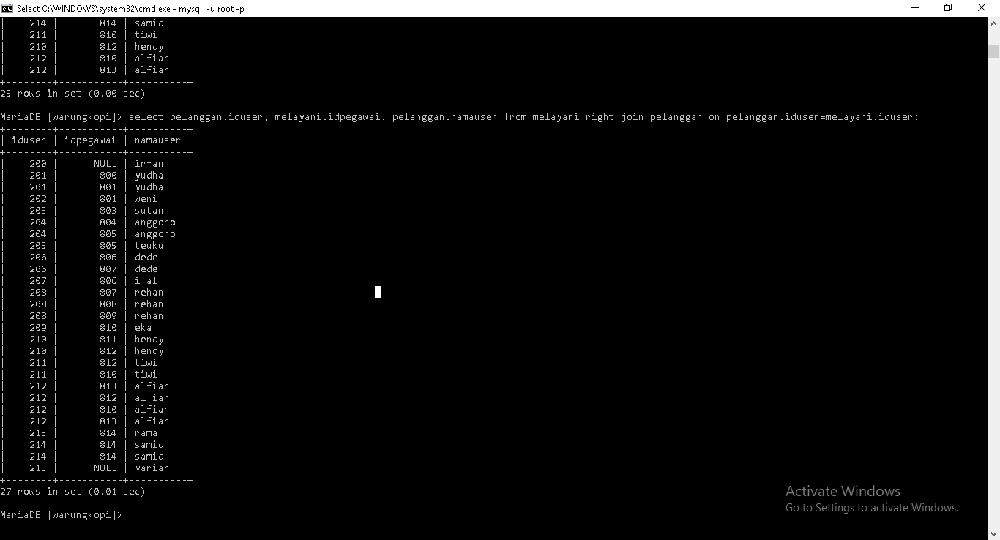 Select C:\WINDOWS\system32\cmd.exe - mysql -u root -p
|    214 |       814 | samid    |
|    211 |       810 | tiwi     |
|    210 |       812 | hendy    |
|    212 |       810 | alfian   |
|    212 |       813 | alfian   |
+--------+-----------+----------+
25 rows in set (0.00 sec)
MariaDB [warungkopi]> select pelanggan.iduser, melayani.idpegawai, pelanggan.namauser from melayani right join pelanggan on pelanggan.iduser=melayani.iduser;
+--------+-----------+----------+
| iduser | idpegawai | namauser |
+--------+-----------+----------+
|    200 |      NULL | irfan    |
|    201 |       800 | yudha    |
|    201 |       801 | yudha    |
|    202 |       801 | weni     |
|    203 |       803 | sutan    |
|    204 |       804 | anggoro  |
|    204 |       805 | anggoro  |
|    205 |       805 | teuku    |
|    206 |       806 | dede     |
|    206 |       807 | dede     |
|    207 |       806 | ifal     |
|    208 |       807 | rehan    |
|    208 |       808 | rehan    |
|    208 |       809 | rehan    |
|    209 |       810 | eka      |
|    210 |       811 | hendy    |
|    210 |       812 | hendy    |
|    211 |       812 | tiwi     |
|    211 |       810 | tiwi     |
|    212 |       813 | alfian   |
|    212 |       812 | alfian   |
|    212 |       810 | alfian   |
|    212 |       813 | alfian   |
|    213 |       814 | rama     |
|    214 |       814 | samid    |
|    214 |       814 | samid    |
|    215 |      NULL | varian   |
+--------+-----------+----------+
27 rows in set (0.01 sec)
MariaDB [warungkopi]>
Activate Windows
Go to Settings to activate Windows.